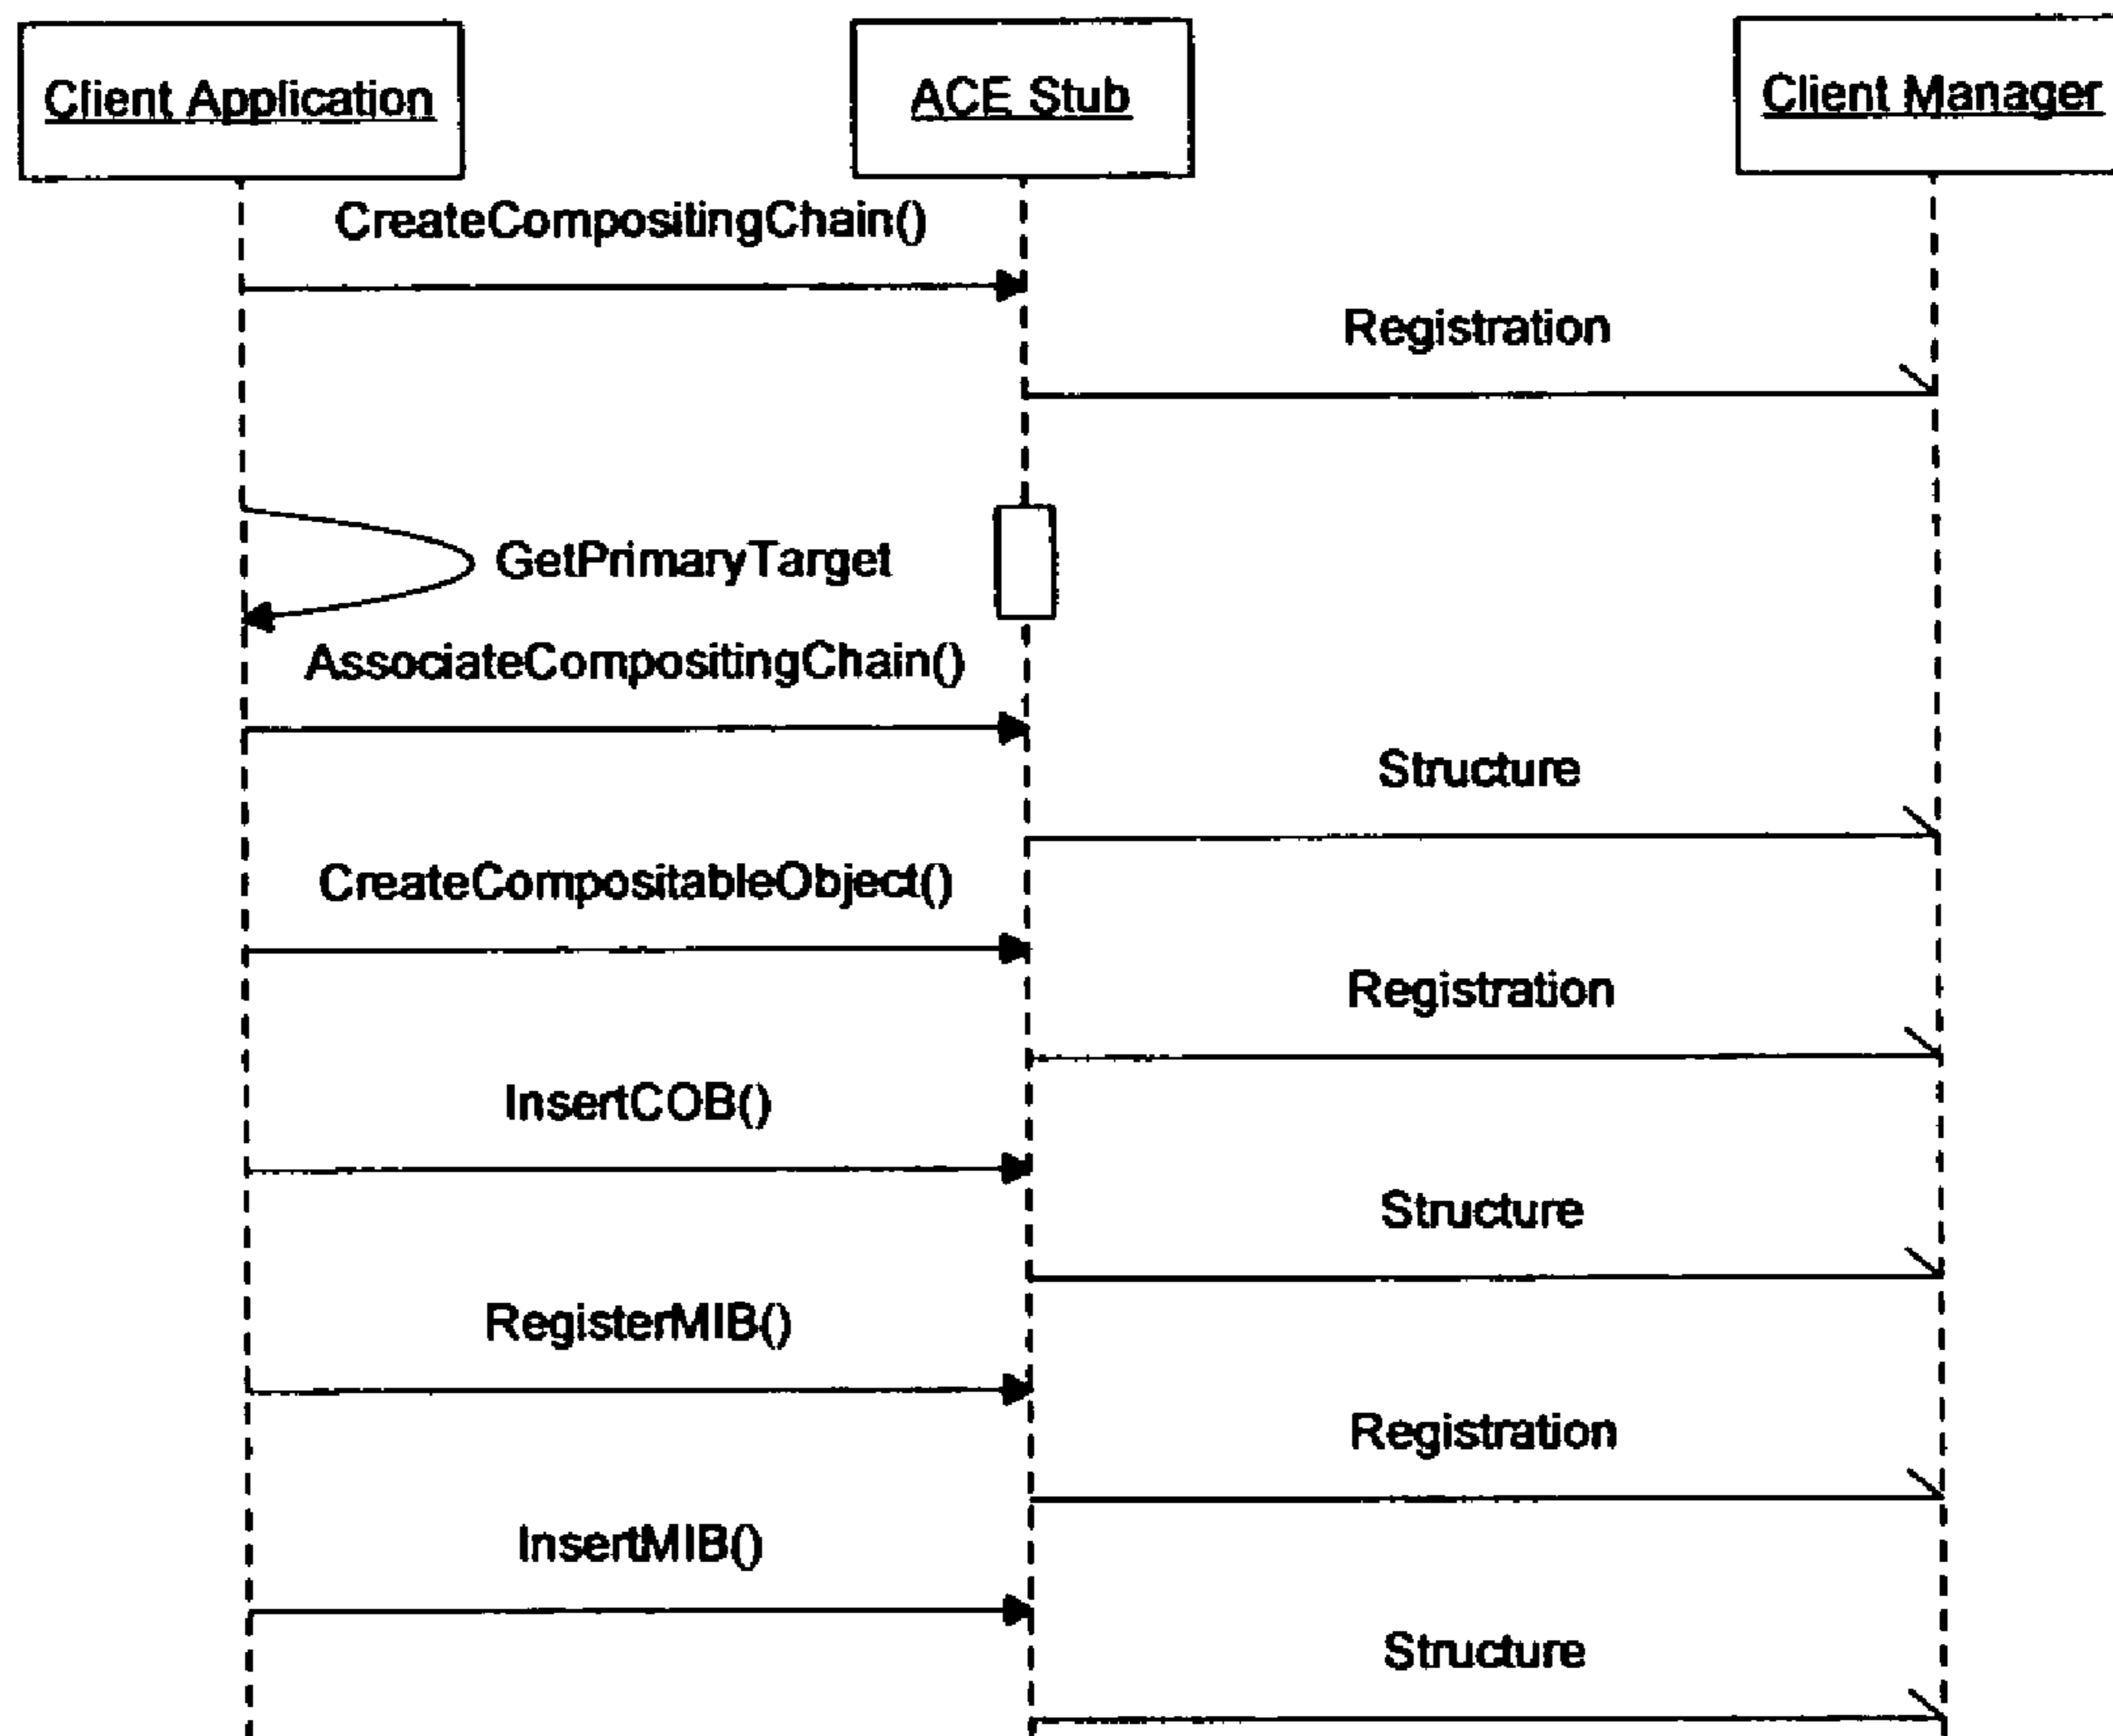 Client Application
ACE Stub
Client Manager
CreateCompositingChain()
Registration
GetPrimaryTarget
AssociateCompositingChain()
Structure
CreateCompositableObject()
Registration
InsertCOB()
Structure
RegisterMIB()
Registration
InsertMIB()
Structure